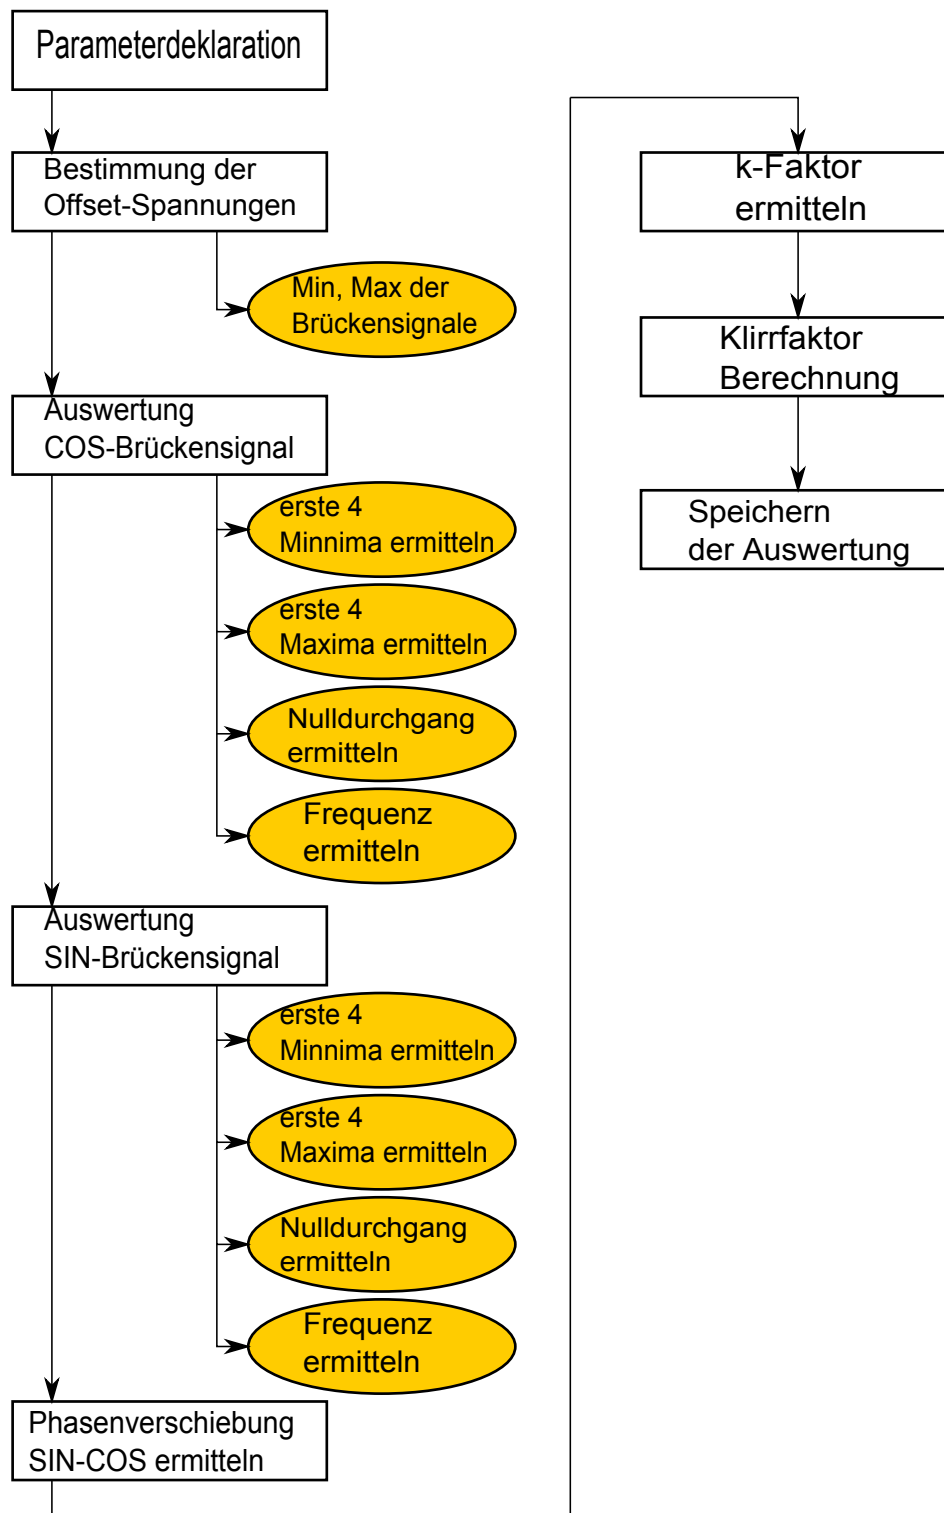 Parameterdeklaration
Bestimmung der
Offset-Spannungen
Min, Max der
Brückensignale
Auswertung
COS-Brückensignal
erste 4
Minnima ermitteln
erste 4
Maxima ermitteln
Nulldurchgang
ermitteln
Frequenz
ermitteln
Auswertung
SIN-Brückensignal
erste 4
Minnima ermitteln
erste 4
Maxima ermitteln
Nulldurchgang
ermitteln
Frequenz
ermitteln
Phasenverschiebung
SIN-COS ermitteln
k-Faktor
ermitteln
Klirrfaktor
Berechnung
Speichern
der Auswertung